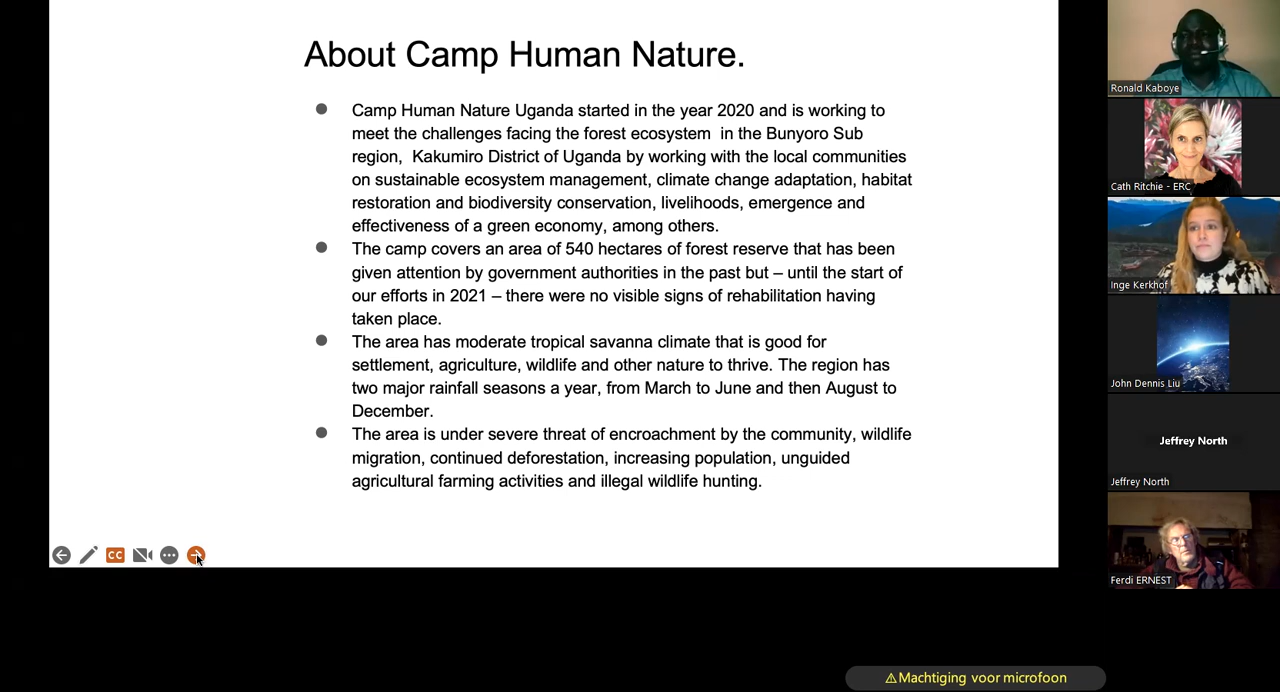 About Camp Human Nature.
Camp Human Nature Uganda started in the year 2020 and is working to
meet the challenges facing the forest ecosystem in the Bunyoro Sub
region, Kakumiro District of Uganda by working with the local communities
on sustainable ecosystem management, climate change adaptation, habitat
restoration and biodiversity conservation, livelihoods, emergence and
effectiveness of a green economy, among others.
The camp covers an area of 540 hectares of forest reserve that has been
given attention by government authorities in the past but – until the start of
our efforts in 2021 – there were no visible signs of rehabilitation having
taken place.
The area has moderate tropical savanna climate that is good for
settlement, agriculture, wildlife and other nature to thrive. The region has
two major rainfall seasons a year, from March to June and then August to
December.
The area is under severe threat of encroachment by the community, wildlife
migration, continued deforestation, increasing population, unguided
agricultural farming activities and illegal wildlife hunting.
CC
Ronald Kaboye
Cath Ritchie - ERC
Inge Kerkhof
John Dennis Liu
Jeffrey North
Jeffrey North
Ferdi ERNEST
Machtiging voor microfoon